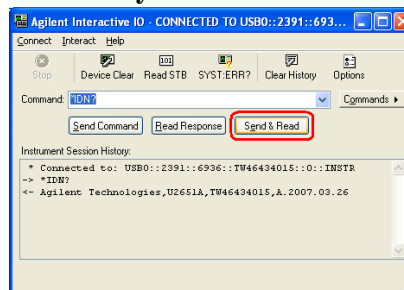 Agilent Interactive IO - CONNECTED TO USB0::2391::693...
Connect Interact Help
Stop Device Clear Read STB SYST:ERR? Clear History Options
Command: *IDN? Commands
Send Command Read Response Send & Read
Instrument Session History:
* Connected to: USB0::2391::6936::TW46434015::0::INSTR
-> *IDN?
<- Agilent Technologies,U2651A,TW46434015,A.2007.03.26